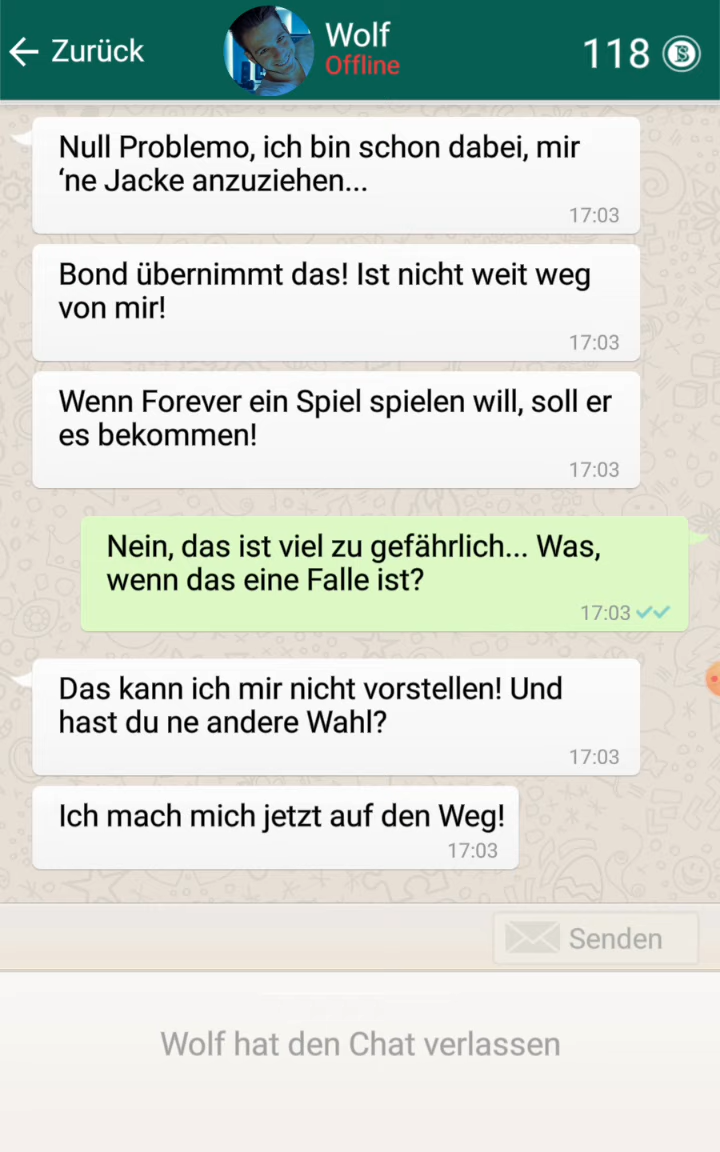 Zurück
Wolf
Offline
118
Null Problemo, ich bin schon dabei, mir
‘ne Jacke anzuziehen...
17:03
Bond übernimmt das! Ist nicht weit weg
von mir!
17:03
Wenn Forever ein Spiel spielen will, soll er
es bekommen!
17:03
Nein, das ist viel zu gefährlich... Was,
wenn das eine Falle ist?
17:03
Das kann ich mir nicht vorstellen! Und
hast du ne andere Wahl?
17:03
Ich mach mich jetzt auf den Weg!
17:03
Senden
Wolf hat den Chat verlassen